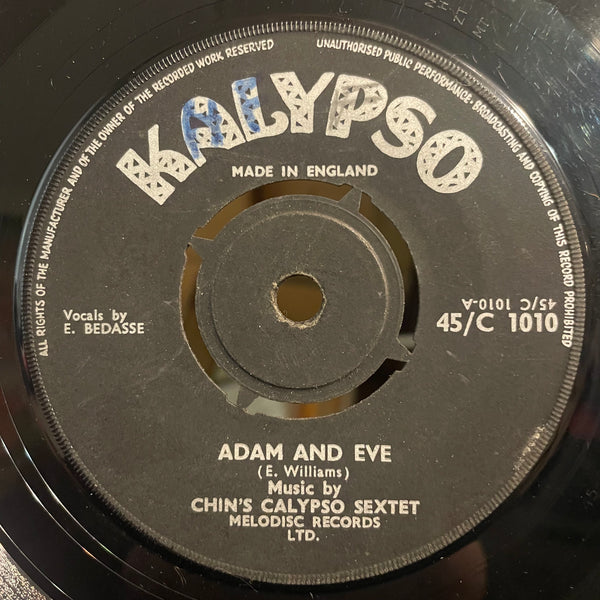 ALL RIGHTS OF THE MANUFACTURER AND OF THE OWNER OF THE RECORDED WORK RESERVED
UNAUTHORISED PUBLIC PERFORMANCE, BROADCASTING AND COPYING OF THIS RECORD PROHIBITED
KALYPSO
MADE IN ENGLAND
Vocals by
E. BEDASSE
45/C 1010-A
45/C 1010
ADAM AND EVE
(E. Williams)
Music by
CHIN'S CALYPSO SEXTET
MELODISC RECORDS
LTD.